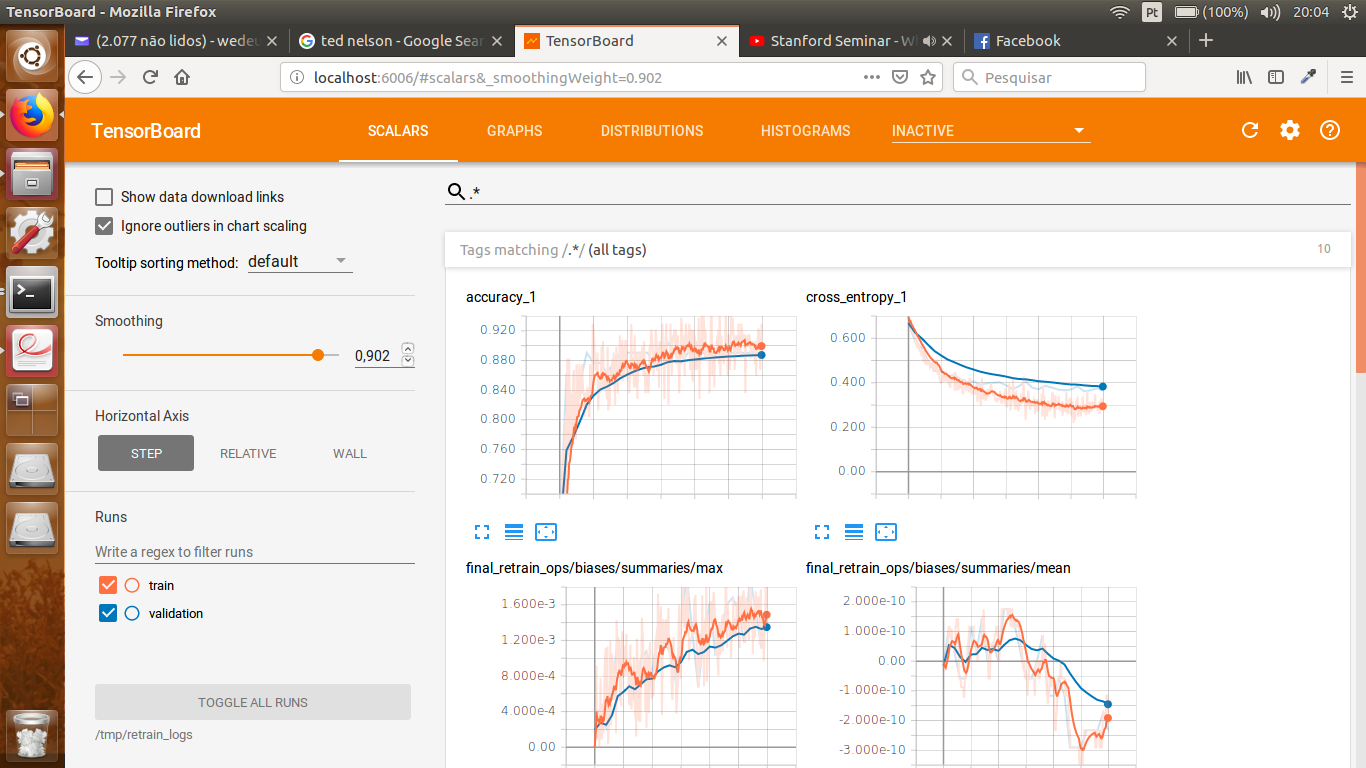 TensorBoard - Mozilla Firefox
Pt
(100%)
20:04
(2.077 não lidos) - wedeu
ted nelson - Google Sear
TensorBoard
Stanford Seminar - Wh
Facebook
localhost:6006/#scalars&_smoothingWeight=0.902
Pesquisar
TensorBoard
SCALARS
GRAPHS
DISTRIBUTIONS
HISTOGRAMS
INACTIVE
Show data download links
Ignore outliers in chart scaling
Tooltip sorting method: default
Smoothing
0,902
Horizontal Axis
STEP
RELATIVE
WALL
Runs
Write a regex to filter runs
train
validation
TOGGLE ALL RUNS
/tmp/retrain_logs
.*
Tags matching /.*/ (all tags)
10
accuracy_1
0.920
0.880
0.840
0.800
0.760
0.720
cross_entropy_1
0.600
0.400
0.200
0.00
final_retrain_ops/biases/summaries/max
1.600e-3
1.200e-3
8.000e-4
4.000e-4
0.00
final_retrain_ops/biases/summaries/mean
2.000e-10
1.000e-10
0.00
-1.000e-10
-2.000e-10
-3.000e-10